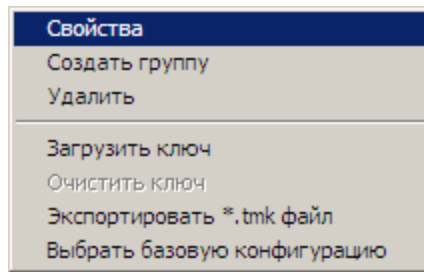 Свойства
Создать группу
Удалить
Загрузить ключ
Очистить ключ
Экспортировать *.tmk файл
Выбрать базовую конфигурацию